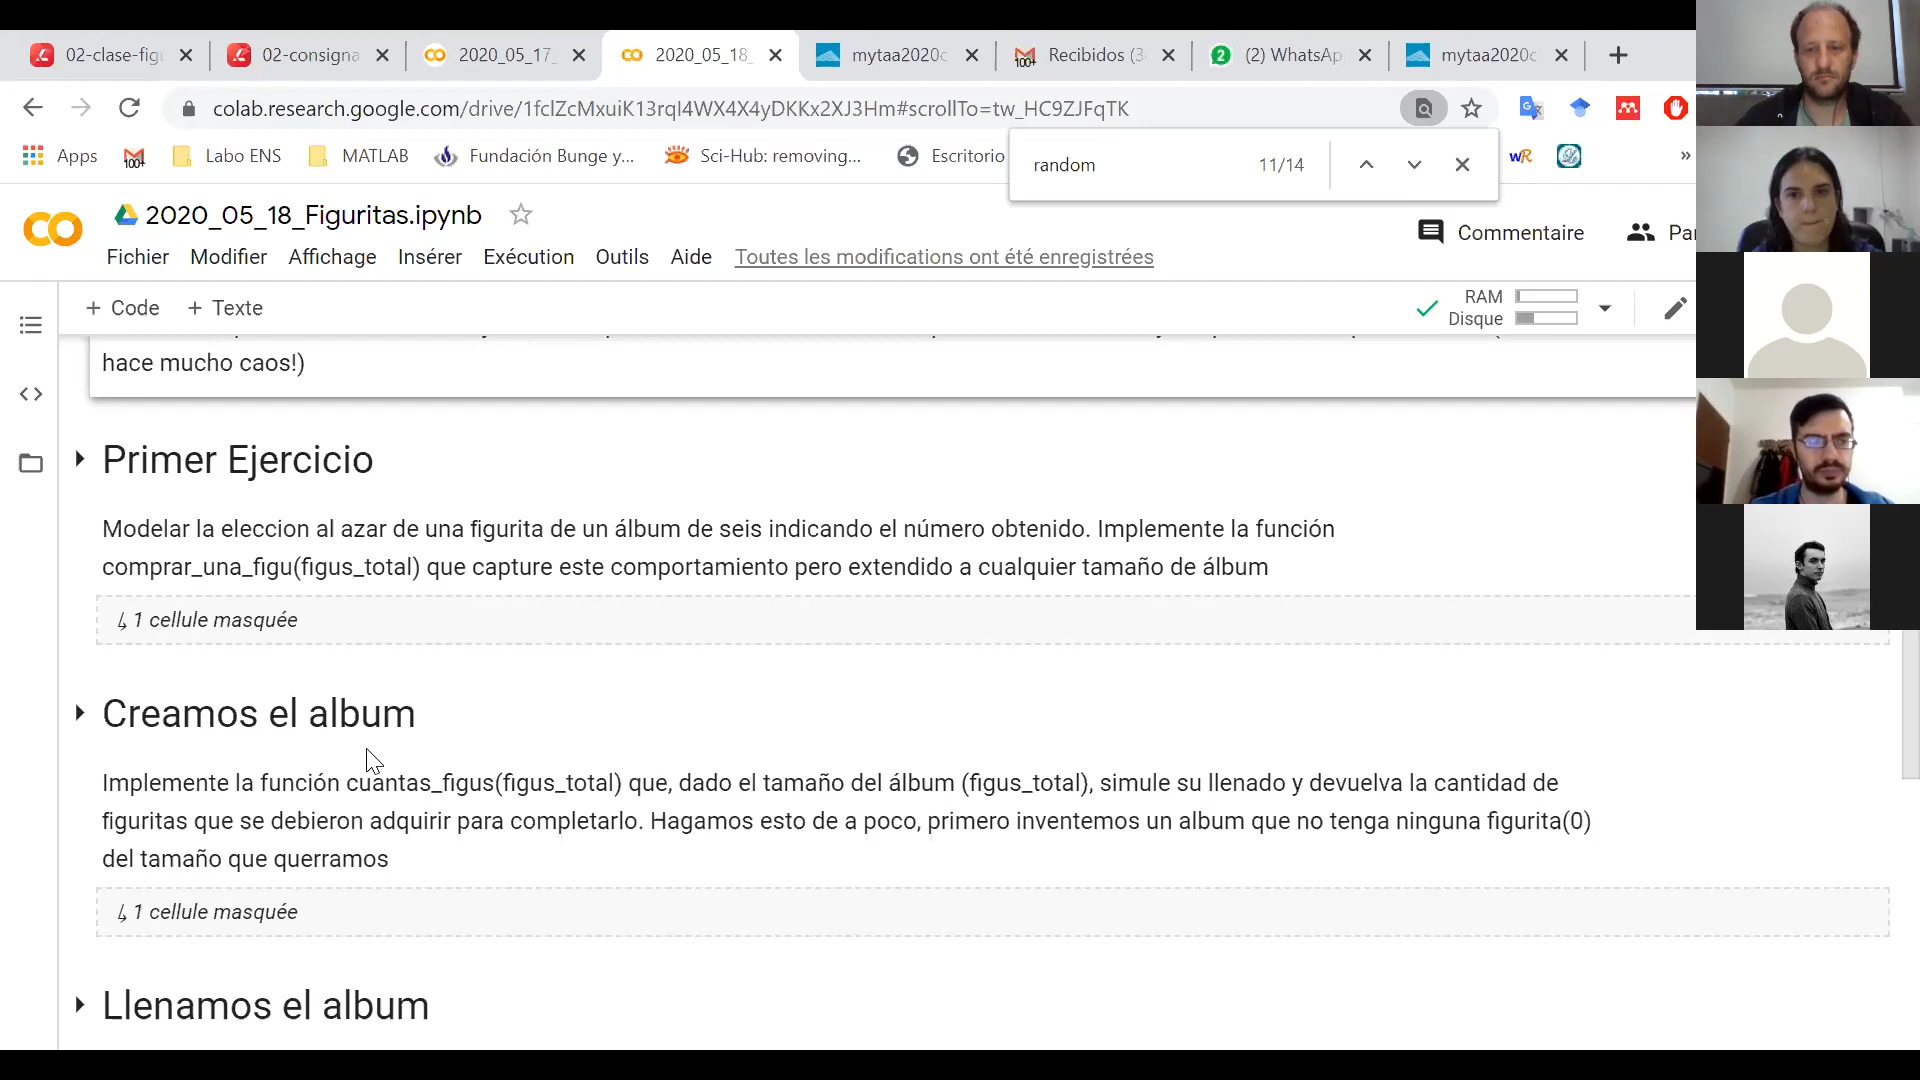 02-clase-fig
02-consigna
2020_05_17_
2020_05_18_
mytaa2020c
Recibidos (3
(2) WhatsAp
mytaa2020c
colab.research.google.com/drive/1fclZcMxuiK13rqI4WX4X4yDKKx2XJ3Hm#scrollTo=tw_HC9ZJFqTK
Apps
Labo ENS
MATLAB
Fundación Bunge y...
Sci-Hub: removing...
Escritorio
random 11/14
2020_05_18_Figuritas.ipynb
Commentaire
Par
Fichier Modifier Affichage Insérer Exécution Outils Aide Toutes les modifications ont été enregistrées
+ Code + Texte
RAM
Disque
hace mucho caos!)
Primer Ejercicio
Modelar la eleccion al azar de una figurita de un álbum de seis indicando el número obtenido. Implemente la función
comprar_una_figu(figus_total) que capture este comportamiento pero extendido a cualquier tamaño de álbum
1 cellule masquée
Creamos el album
Implemente la función cuantas_figus(figus_total) que, dado el tamaño del álbum (figus_total), simule su llenado y devuelva la cantidad de
figuritas que se debieron adquirir para completarlo. Hagamos esto de a poco, primero inventemos un album que no tenga ninguna figurita(0)
del tamaño que querramos
1 cellule masquée
Llenamos el album